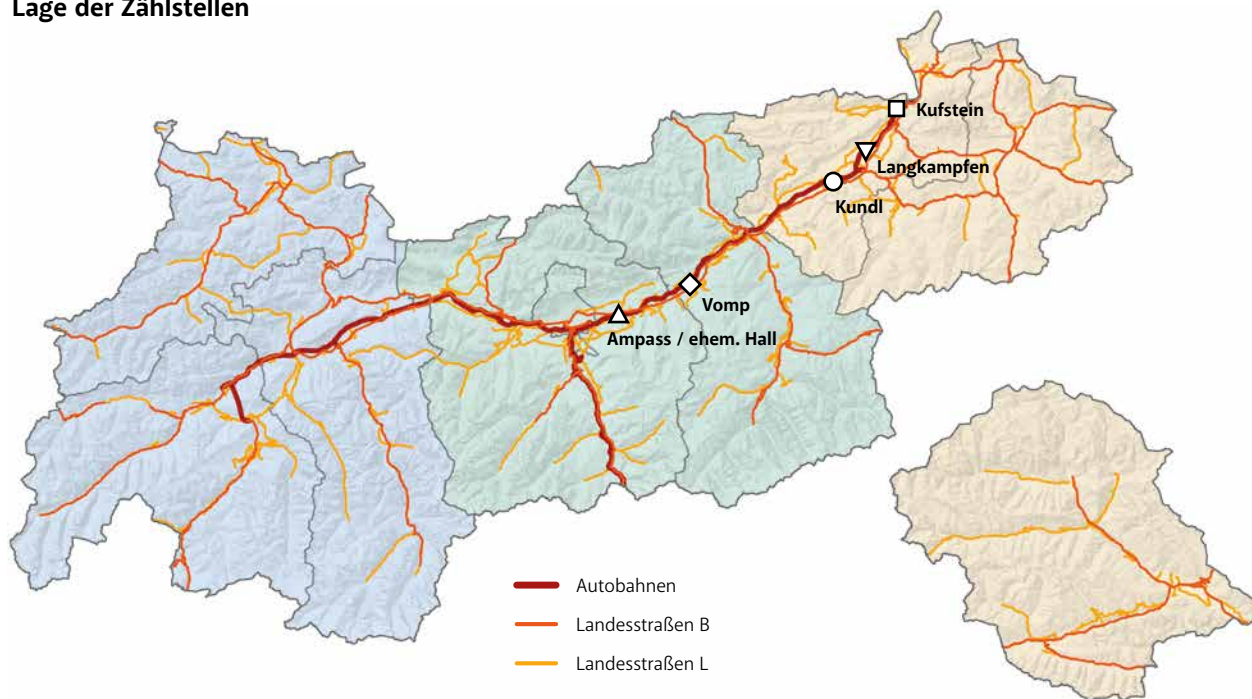 Lage der Zählstellen
Kufstein
Langkampfen
Kundl
Vomp
Ampass / ehem. Hall
Autobahnen
Landesstraßen B
Landesstraßen L